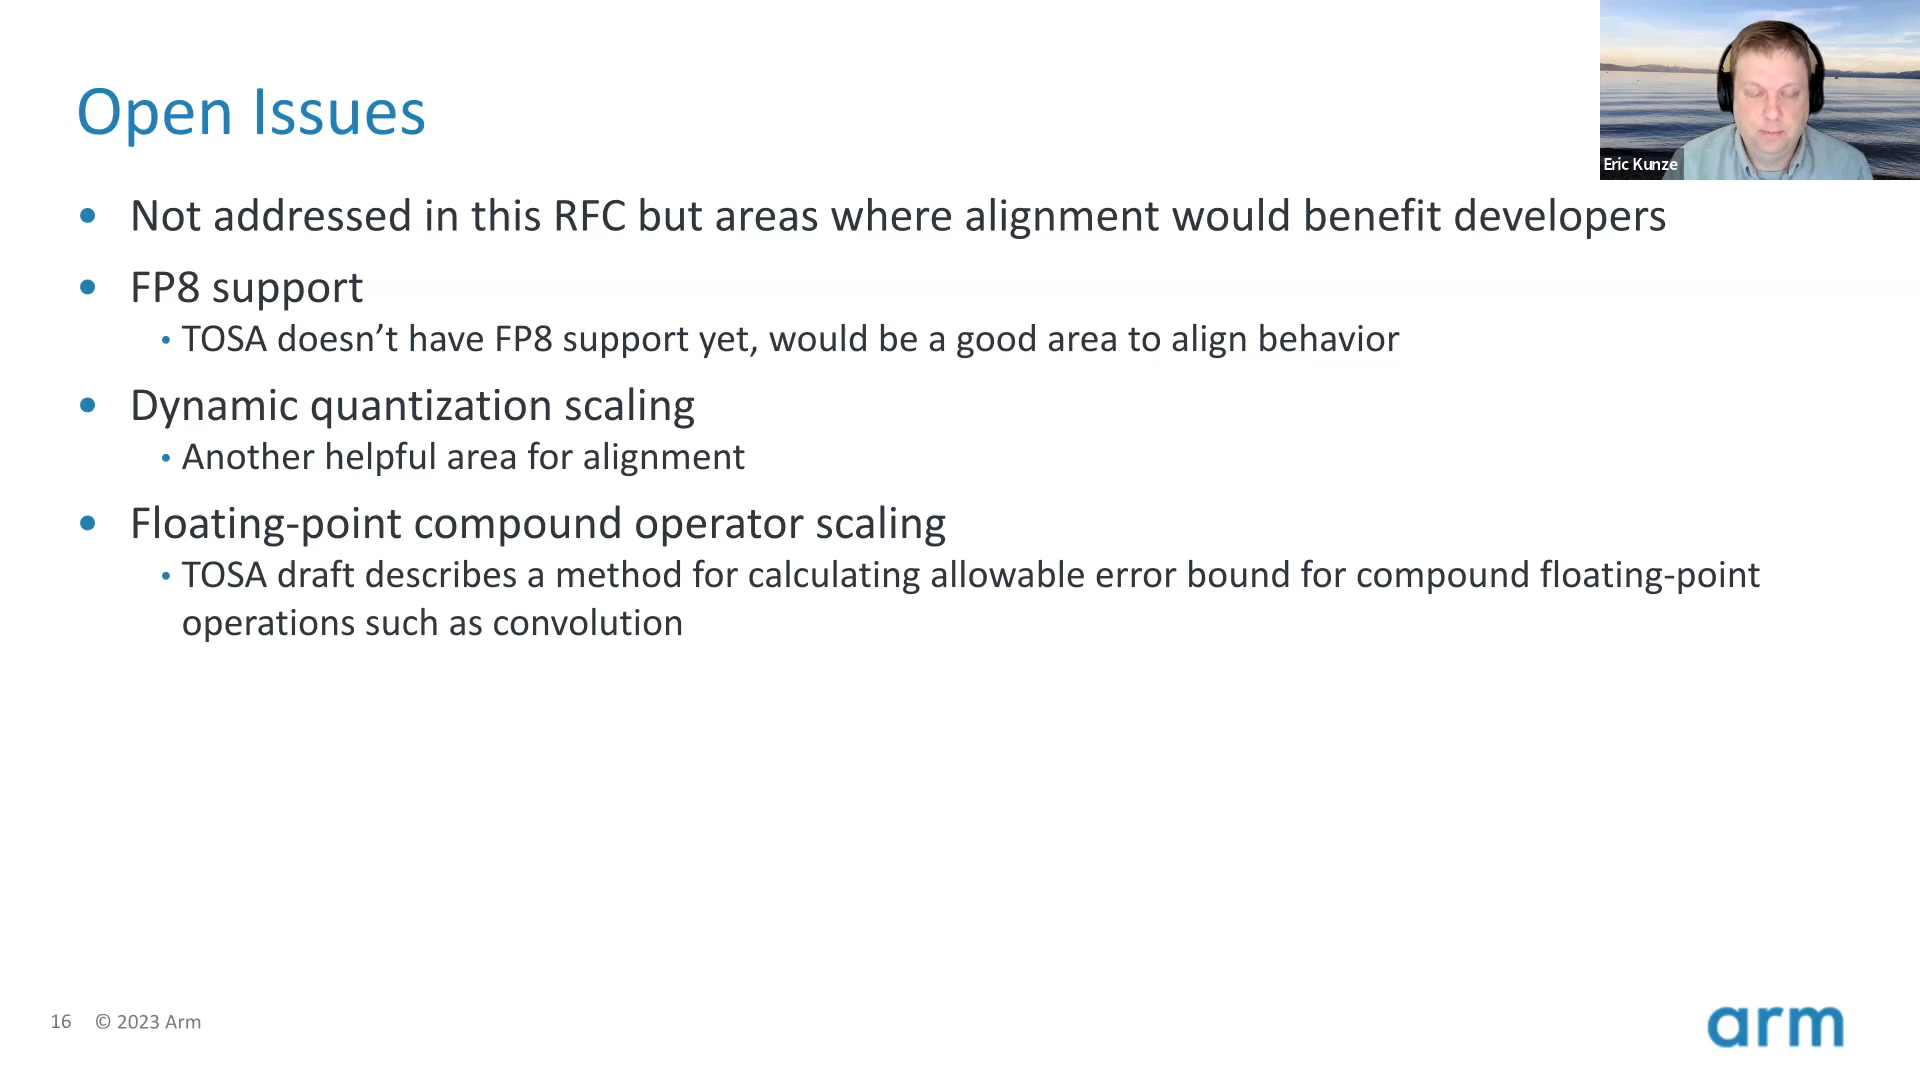 Open Issues
Eric Kunze
• Not addressed in this RFC but areas where alignment would benefit developers
• FP8 support
• TOSA doesn’t have FP8 support yet, would be a good area to align behavior
• Dynamic quantization scaling
• Another helpful area for alignment
• Floating-point compound operator scaling
• TOSA draft describes a method for calculating allowable error bound for compound floating-point
operations such as convolution
16 © 2023 Arm
arm